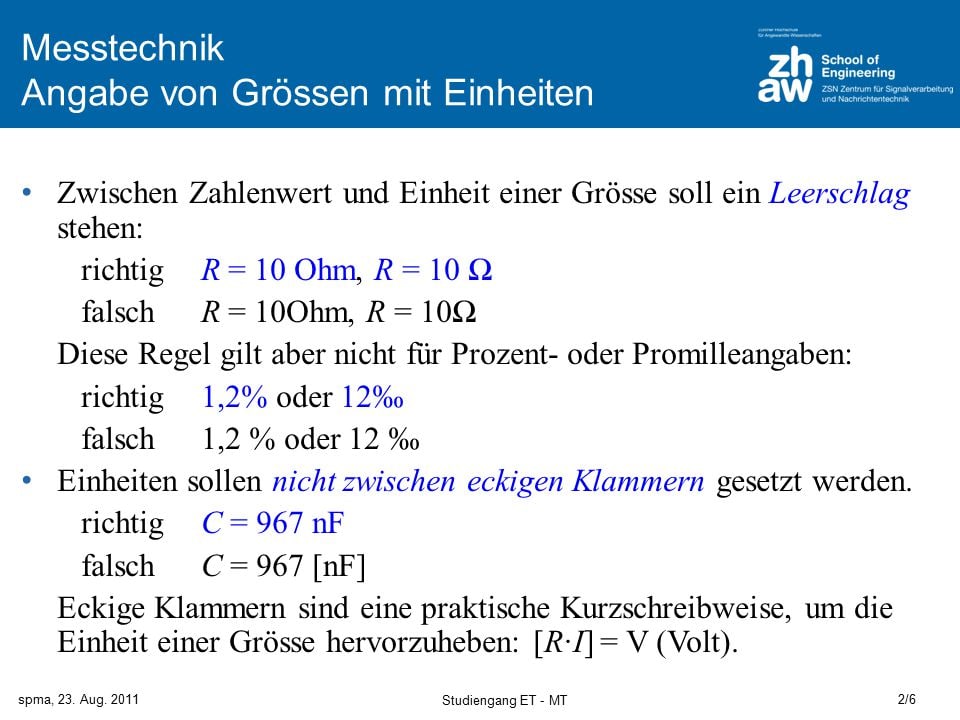 Messtechnik
Angabe von Grössen mit Einheiten
Zürcher Hochschule
für Angewandte Wissenschaften
zh
aw
School of
Engineering
ZSN Zentrum für Signalverarbeitung
und Nachrichtentechnik
• Zwischen Zahlenwert und Einheit einer Grösse soll ein Leerschlag
stehen:
richtig R = 10 Ohm, R = 10 Ω
falsch R = 10Ohm, R = 10Ω
Diese Regel gilt aber nicht für Prozent- oder Promilleangaben:
richtig 1,2% oder 12‰
falsch 1,2 % oder 12 ‰
• Einheiten sollen nicht zwischen eckigen Klammern gesetzt werden.
richtig C = 967 nF
falsch C = 967 [nF]
Eckige Klammern sind eine praktische Kurzschreibweise, um die
Einheit einer Grösse hervorzuheben: [R·I] = V (Volt).
spma, 23. Aug. 2011
Studiengang ET - MT
2/6